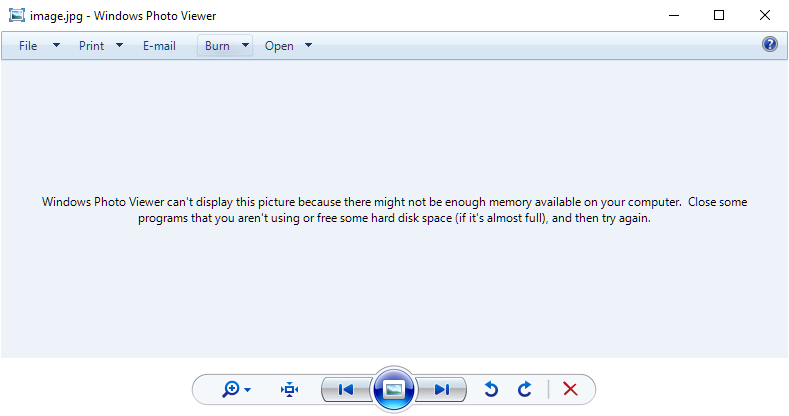 image.jpg - Windows Photo Viewer
File Print E-mail Burn Open ?
Windows Photo Viewer can't display this picture because there might not be enough memory available on your computer.  Close some
programs that you aren't using or free some hard disk space (if it's almost full), and then try again.